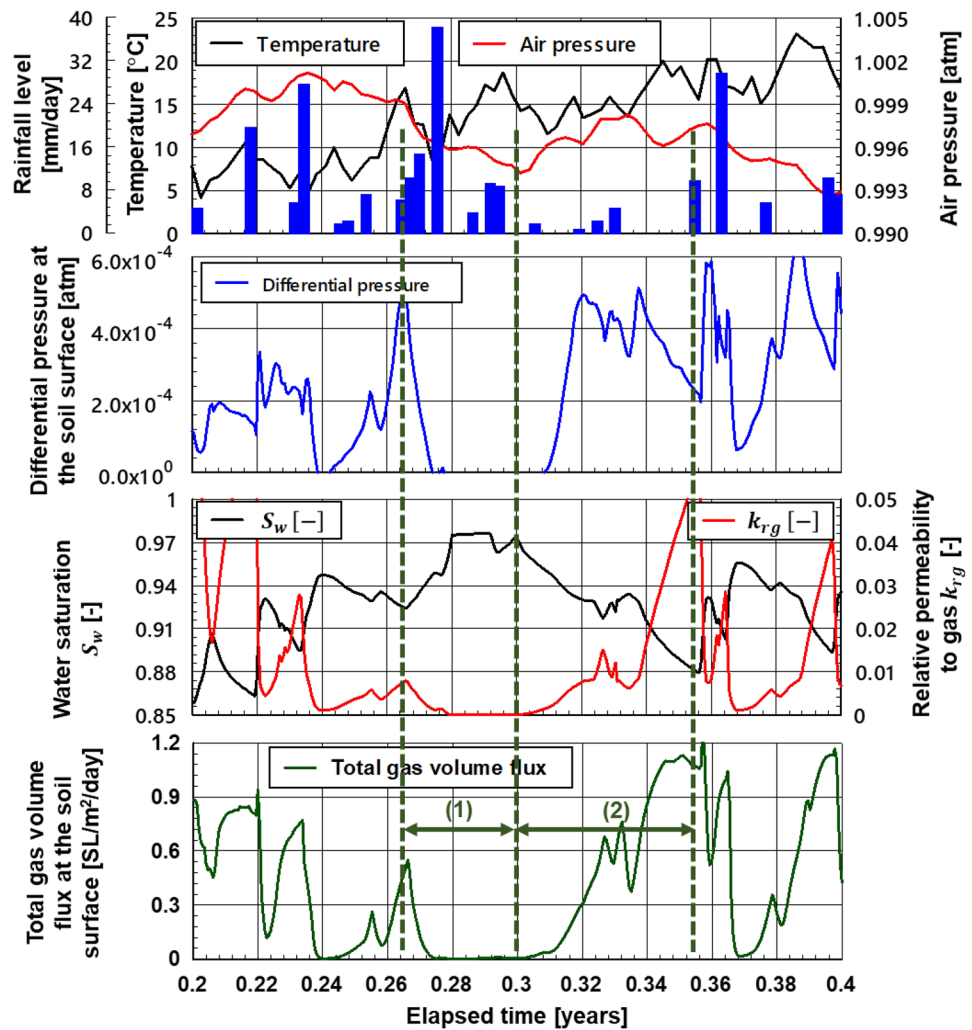 40
32
24
16
8
0
Rainfall level
[mm/day]
25
20
15
10
5
0
Temperature [°C]
Temperature
Air pressure
1.005
1.002
0.999
0.996
0.993
0.990
Air pressure [atm]
Differential pressure at
the soil surface [atm]
6.0x10⁻⁴
4.0x10⁻⁴
2.0x10⁻⁴
0.0x10⁰
Differential pressure
Water saturation
S_w [-]
1
0.97
0.94
0.91
0.88
0.85
S_w [−]
k_rg [−]
0.05
0.04
0.03
0.02
0.01
0
Relative permeability
to gas k_rg [-]
Total gas volume
flux at the soil
surface [SL/m²/day]
1.2
0.9
0.6
0.3
0
Total gas volume flux
(1)
(2)
0.2
0.22
0.24
0.26
0.28
0.3
0.32
0.34
0.36
0.38
0.4
Elapsed time [years]